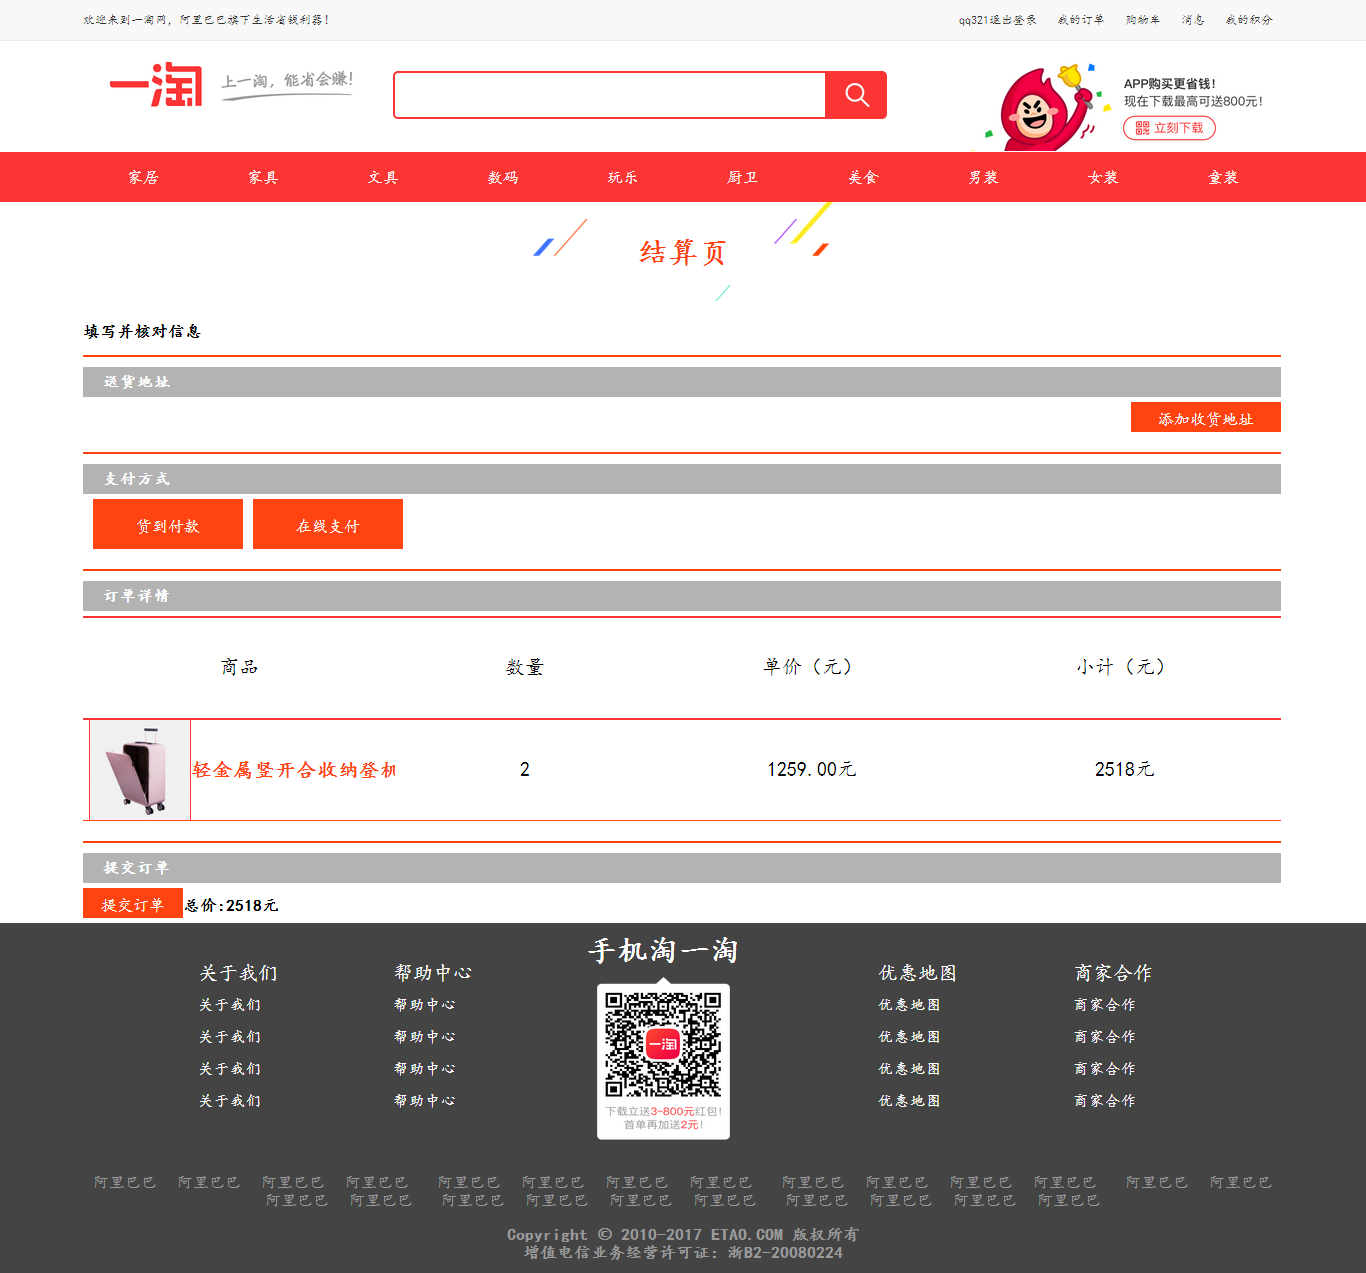 欢迎来到一淘网，阿里巴巴旗下生活省钱利器！ qq321退出登录 我的订单 购物车 消息 我的积分
一淘 上一淘，能省会赚！
APP购买更省钱！
现在下载最高可送800元！
立刻下载
家居 家具 文具 数码 玩乐 厨卫 美食 男装 女装 童装
结算页
填写并核对信息
送货地址
添加收货地址
支付方式
货到付款 在线支付
订单详情
商品 数量 单价（元） 小计（元）
轻金属竖开合收纳登机 2 1259.00元 2518元
提交订单
提交订单 总价:2518元
手机淘一淘
关于我们 帮助中心 优惠地图 商家合作
关于我们 帮助中心 优惠地图 商家合作
关于我们 帮助中心 优惠地图 商家合作
关于我们 帮助中心 优惠地图 商家合作
关于我们 帮助中心 优惠地图 商家合作
一淘
下载立送3~800元红包！
首单再加送2元！
阿里巴巴 阿里巴巴 阿里巴巴 阿里巴巴 阿里巴巴 阿里巴巴 阿里巴巴 阿里巴巴 阿里巴巴 阿里巴巴 阿里巴巴 阿里巴巴 阿里巴巴 阿里巴巴
阿里巴巴 阿里巴巴 阿里巴巴 阿里巴巴 阿里巴巴 阿里巴巴 阿里巴巴 阿里巴巴 阿里巴巴 阿里巴巴
Copyright © 2010-2017 ETAO.COM 版权所有
增值电信业务经营许可证：浙B2-20080224